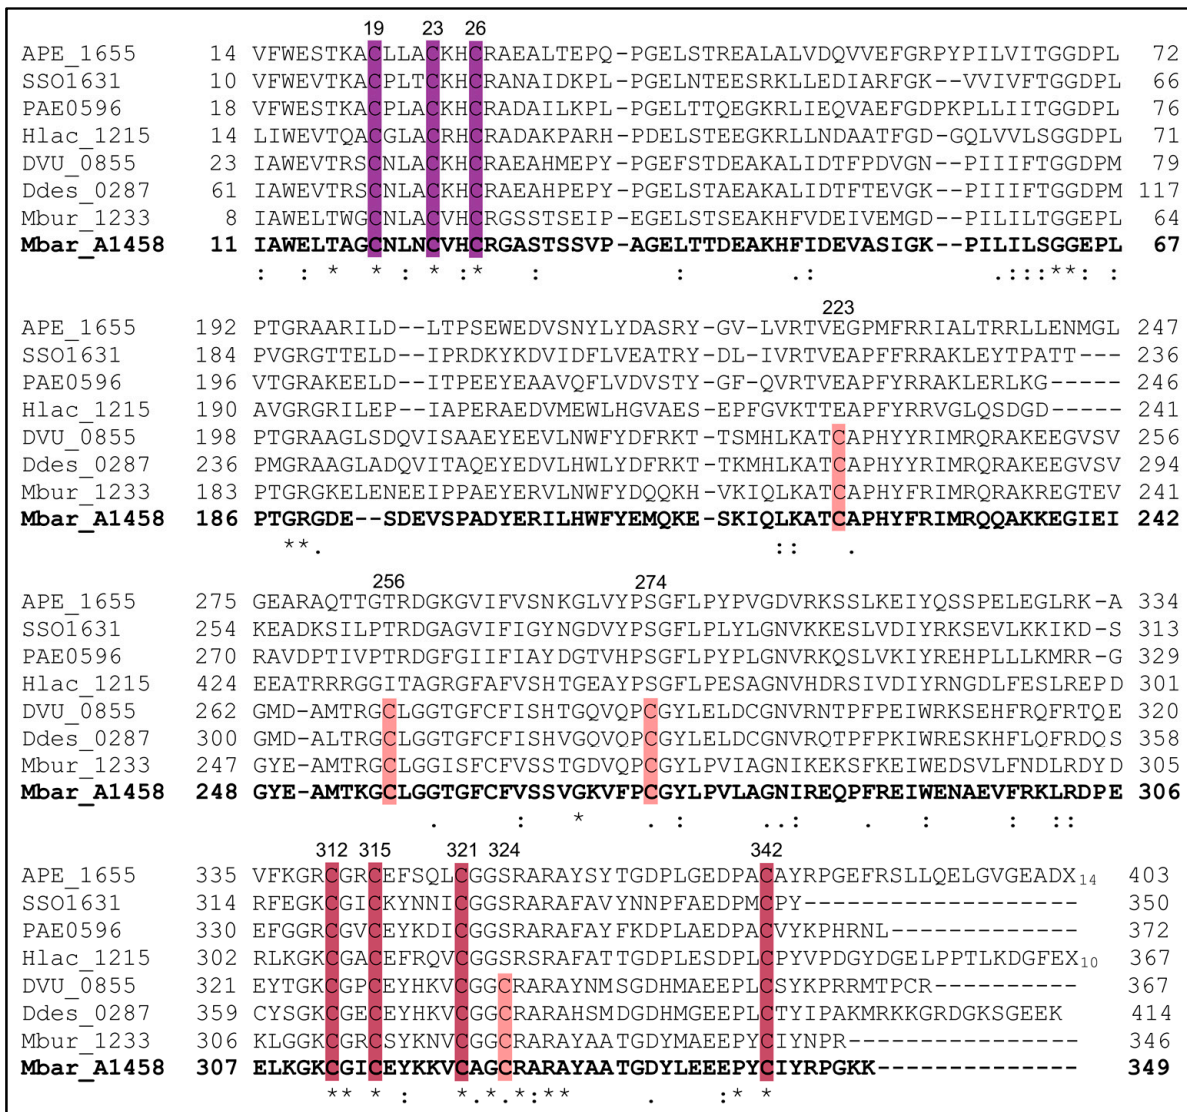 19 23 26
APE_1655 14 VFWESTKACLLACKHCRAEALTEPQ-PGELSTREALALVDQVVEFGRPYPILVITGGDPL 72
SSO1631 10 VFWEVTKACPLTCKHCRANAIDKPL-PGELNTEESRKLLEDIARFGK--VVIVFTGGDPL 66
PAE0596 18 VFWESTKACPLACKHCRADAILKPL-PGELTTQEGKRLIEQVAEFGDPKPLLIITGGDPL 76
Hlac_1215 14 LIWEVTQACGLACRHCRADAKPARH-PDELSTEEGKRLLNDAATFGD-GQLVVLSGGDPL 71
DVU_0855 23 IAWEVTRSCNLACKHCRAEAHMEPY-PGEFSTDEAKALIDTFPDVGN--PIIIFTGGDPM 79
Ddes_0287 61 IAWEVTRSCNLACKHCRAEAHPEPY-PGELSTAEAKALIDTFTEVGK--PIIIFTGGDPM 117
Mbur_1233 8 IAWELTWGCNLACVHCRGSSTSEIP-EGELSTSEAKHFVDEIVEMGD--PILILTGGEPL 64
Mbar_A1458 11 IAWELTAGCNLNCVHCRGASTSSVP-AGELTTDEAKHFIDEVASIGK--PILILSGGEPL 67
: : * * : * :* : : .: .::::**: :
223
APE_1655 192 PTGRAARILD--LTPSEWEDVSNYLYDASRY-GV-LVRTVEGPMFRRIALTRRLLENMGL 247
SSO1631 184 PVGRGTTELD--IPRDKYKDVIDFLVEATRY-DL-IVRTVEAPFFRRAKLEYTPATT--- 236
PAE0596 196 VTGRAKEELD--ITPEEYEAAVQFLVDVSTY-GF-QVRTVEAPFYRRAKLERLKG----- 246
Hlac_1215 190 AVGRGRILEP--IAPERAEDVMEWLHGVAES-EPFGVKTTEAPFYRRVGLQSDGD----- 241
DVU_0855 198 PTGRAAGLSDQVISAAEYEEVLNWFYDFRKT-TSMHLKATCAPHYYRIMRQRAKEEGVSV 256
Ddes_0287 236 PMGRAAGLADQVITAQEYEDVLHWLYDFRKT-TKMHLKATCAPHYYRIMRQRAKEEGVSV 294
Mbur_1233 183 PTGRGKELENEEIPPAEYERVLNWFYDQQKH-VKIQLKATCAPHYFRIMRQRAKREGTEV 241
Mbar_A1458 186 PTGRGDE--SDEVSPADYERILHWFYEMQKE-SKIQLKATCAPHYFRIMRQQAKKEGIEI 242
**. :: .
256 274
APE_1655 275 GEARAQTTGTRDGKGVIFVSNKGLVYPSGFLPYPVGDVRKSSLKEIYQSSPELEGLRK-A 334
SSO1631 254 KEADKSILPTRDGAGVIFIGYNGDVYPSGFLPLYLGNVKKESLVDIYRKSEVLKKIKD-S 313
PAE0596 270 RAVDPTIVPTRDGFGIIFIAYDGTVHPSGFLPYPLGNVRKQSLVKIYREHPLLLKMRR-G 329
Hlac_1215 424 EEATRRRGGITAGRGFAFVSHTGEAYPSGFLPESAGNVHDRSIVDIYRNGDLFESLREPD 301
DVU_0855 262 GMD-AMTRGCLGGTGFCFISHTGQVQPCGYLELDCGNVRNTPFPEIWRKSEHFRQFRTQE 320
Ddes_0287 300 GMD-ALTRGCLGGTGFCFISHVGQVQPCGYLELDCGNVRQTPFPKIWRESKHFLQFRDQS 358
Mbur_1233 247 GYE-AMTRGCLGGISFCFVSSTGDVQPCGYLPVIAGNIKEKSFKEIWEDSVLFNDLRDYD 305
Mbar_A1458 248 GYE-AMTKGCLGGTGFCFVSSVGKVFPCGYLPVLAGNIREQPFREIWENAEVFRKLRDPE 306
. : * . : ..: . : : ::
312 315 321 324 342
APE_1655 335 VFKGRCGRCEFSQLCGGSRARAYSYTGDPLGEDPACAYRPGEFRSLLQELGVGEADX14 403
SSO1631 314 RFEGKCGICKYNNICGGSRARAFAVYNNPFAEDPMCPY------------------- 350
PAE0596 330 EFGGRCGVCEYKDICGGSRARAFAYFKDPLAEDPACVYKPHRNL------------- 372
Hlac_1215 302 RLKGKCGACEFRQVCGGSRSRAFATTGDPLESDPLCPYVPDGYDGELPPTLKDGFEX10 367
DVU_0855 321 EYTGKCGPCEYHKVCGGCRARAYNMSGDHMAEEPLCSYKPRRMTPCR---------- 367
Ddes_0287 359 CYSGKCGECEYHKVCGGCRARAHSMDGDHMGEEPLCTYIPAKMRKKGRDGKSGEEK 414
Mbur_1233 306 KLGGKCGRCSYKNVCGGCRARAYAATGDYMAEEPYCIYNPR---------------- 346
Mbar_A1458 307 ELKGKCGICEYKKVCAGCRARAYAATGDYLEEEPYCIYRPGKK-------------- 349
** * : *.*.*:** . :* *